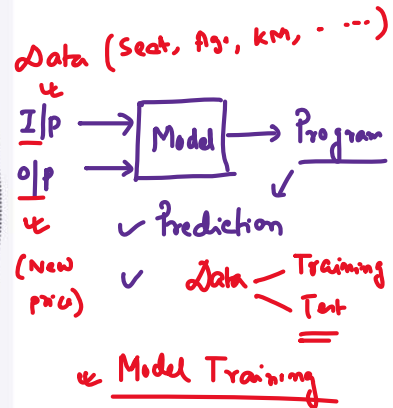 Data (Seat, Age, KM, . ...)
I/p
Model
Program
o/p
Prediction
(New
price)
Data
Training
Test
Model Training